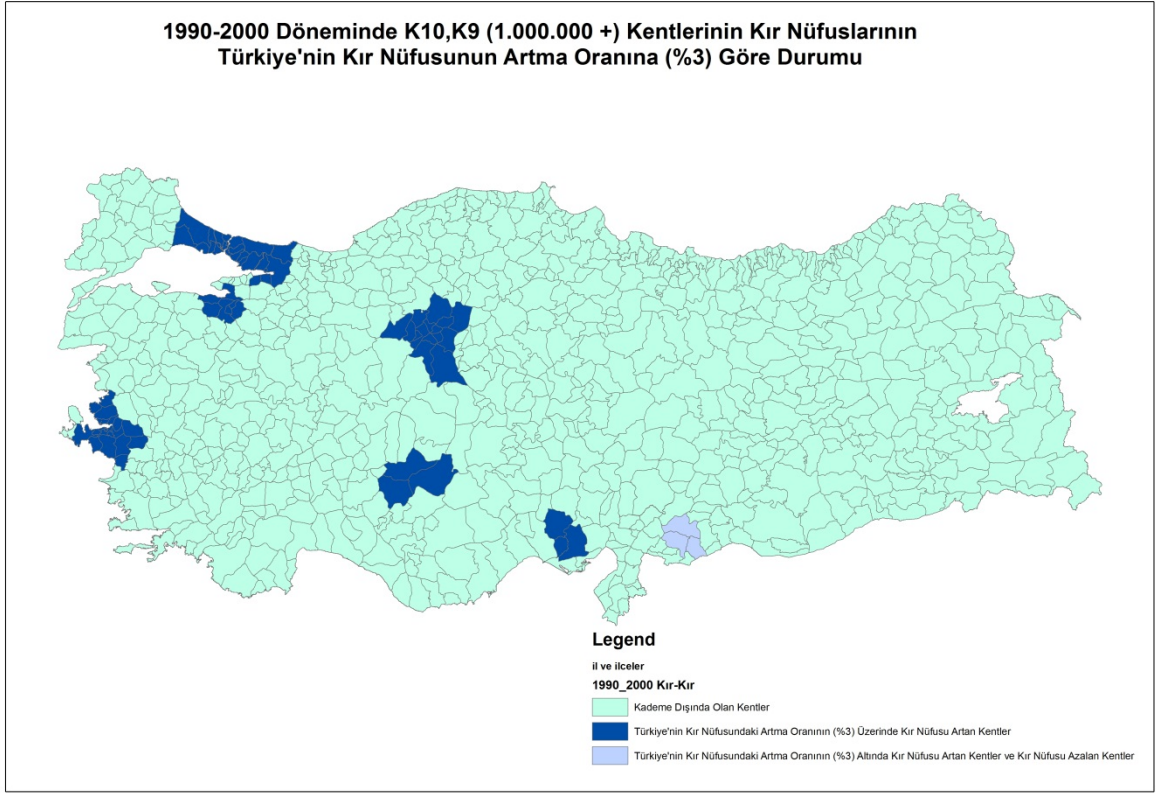 1990-2000 Döneminde K10,K9 (1.000.000 +) Kentlerinin Kır Nüfuslarının
Türkiye'nin Kır Nüfusunun Artma Oranına (%3) Göre Durumu
Legend
il ve ilceler
1990_2000 Kır-Kır
Kademe Dışında Olan Kentler
Türkiye'nin Kır Nüfusundaki Artma Oranının (%3) Üzerinde Kır Nüfusu Artan Kentler
Türkiye'nin Kır Nüfusundaki Artma Oranının (%3) Altında Kır Nüfusu Artan Kentler ve Kır Nüfusu Azalan Kentler